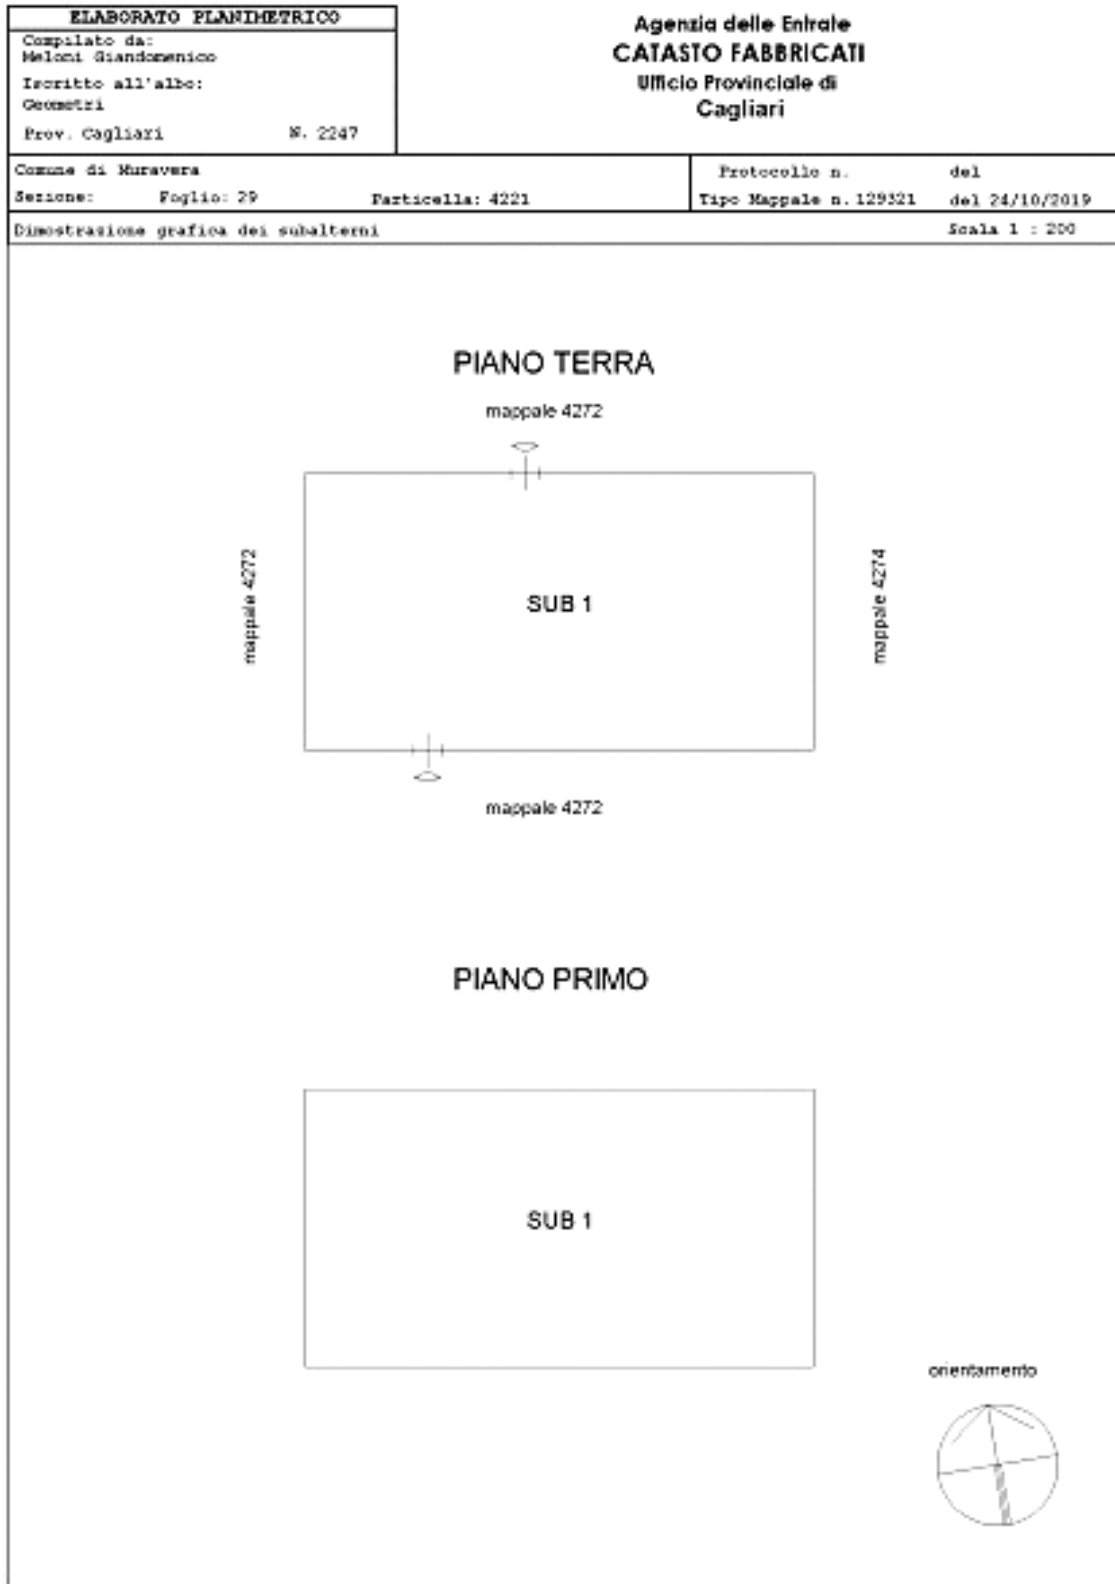 ELABORATO PLANIMETRICO
Compilato da:
Meloni Giandomenico
Iscritto all'albo:
Geometri
Prov. Cagliari N. 2247
Agenzia delle Entrate
CATASTO FABBRICATI
Ufficio Provinciale di
Cagliari
Comune di Muravera
Sezione: Foglio: 29 Particella: 4221
Protocollo n. del
Tipo Mappale n. 129321 del 24/10/2019
Dimostrazione grafica dei subalterni Scala 1 : 200
PIANO TERRA
mappale 4272
mappale 4272
SUB 1
mappale 4274
mappale 4272
PIANO PRIMO
SUB 1
orientamento